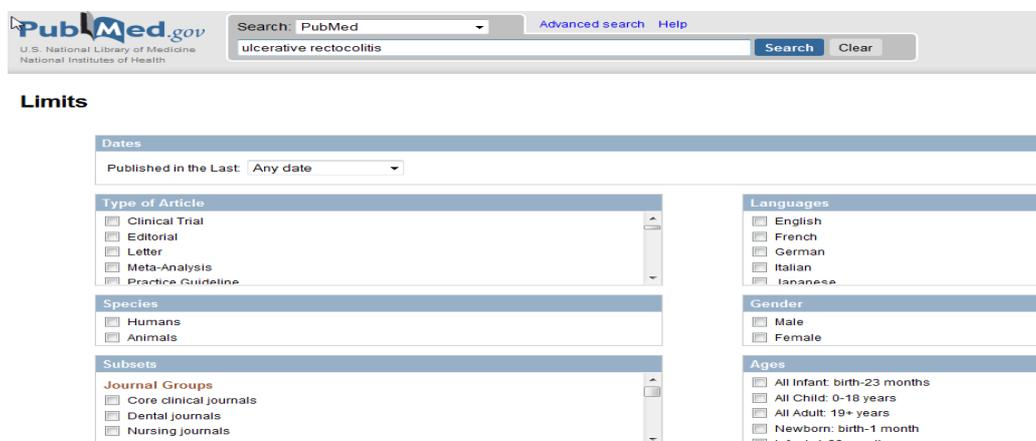 PubMed.gov
U.S. National Library of Medicine
National Institutes of Health
Search: PubMed
Advanced search Help
ulcerative rectocolitis
Search Clear
Limits
Dates
Published in the Last: Any date
Type of Article
Clinical Trial
Editorial
Letter
Meta-Analysis
Practice Guideline
Languages
English
French
German
Italian
Japanese
Species
Humans
Animals
Gender
Male
Female
Subsets
Journal Groups
Core clinical journals
Dental journals
Nursing journals
Ages
All Infant: birth-23 months
All Child: 0-18 years
All Adult: 19+ years
Newborn: birth-1 month